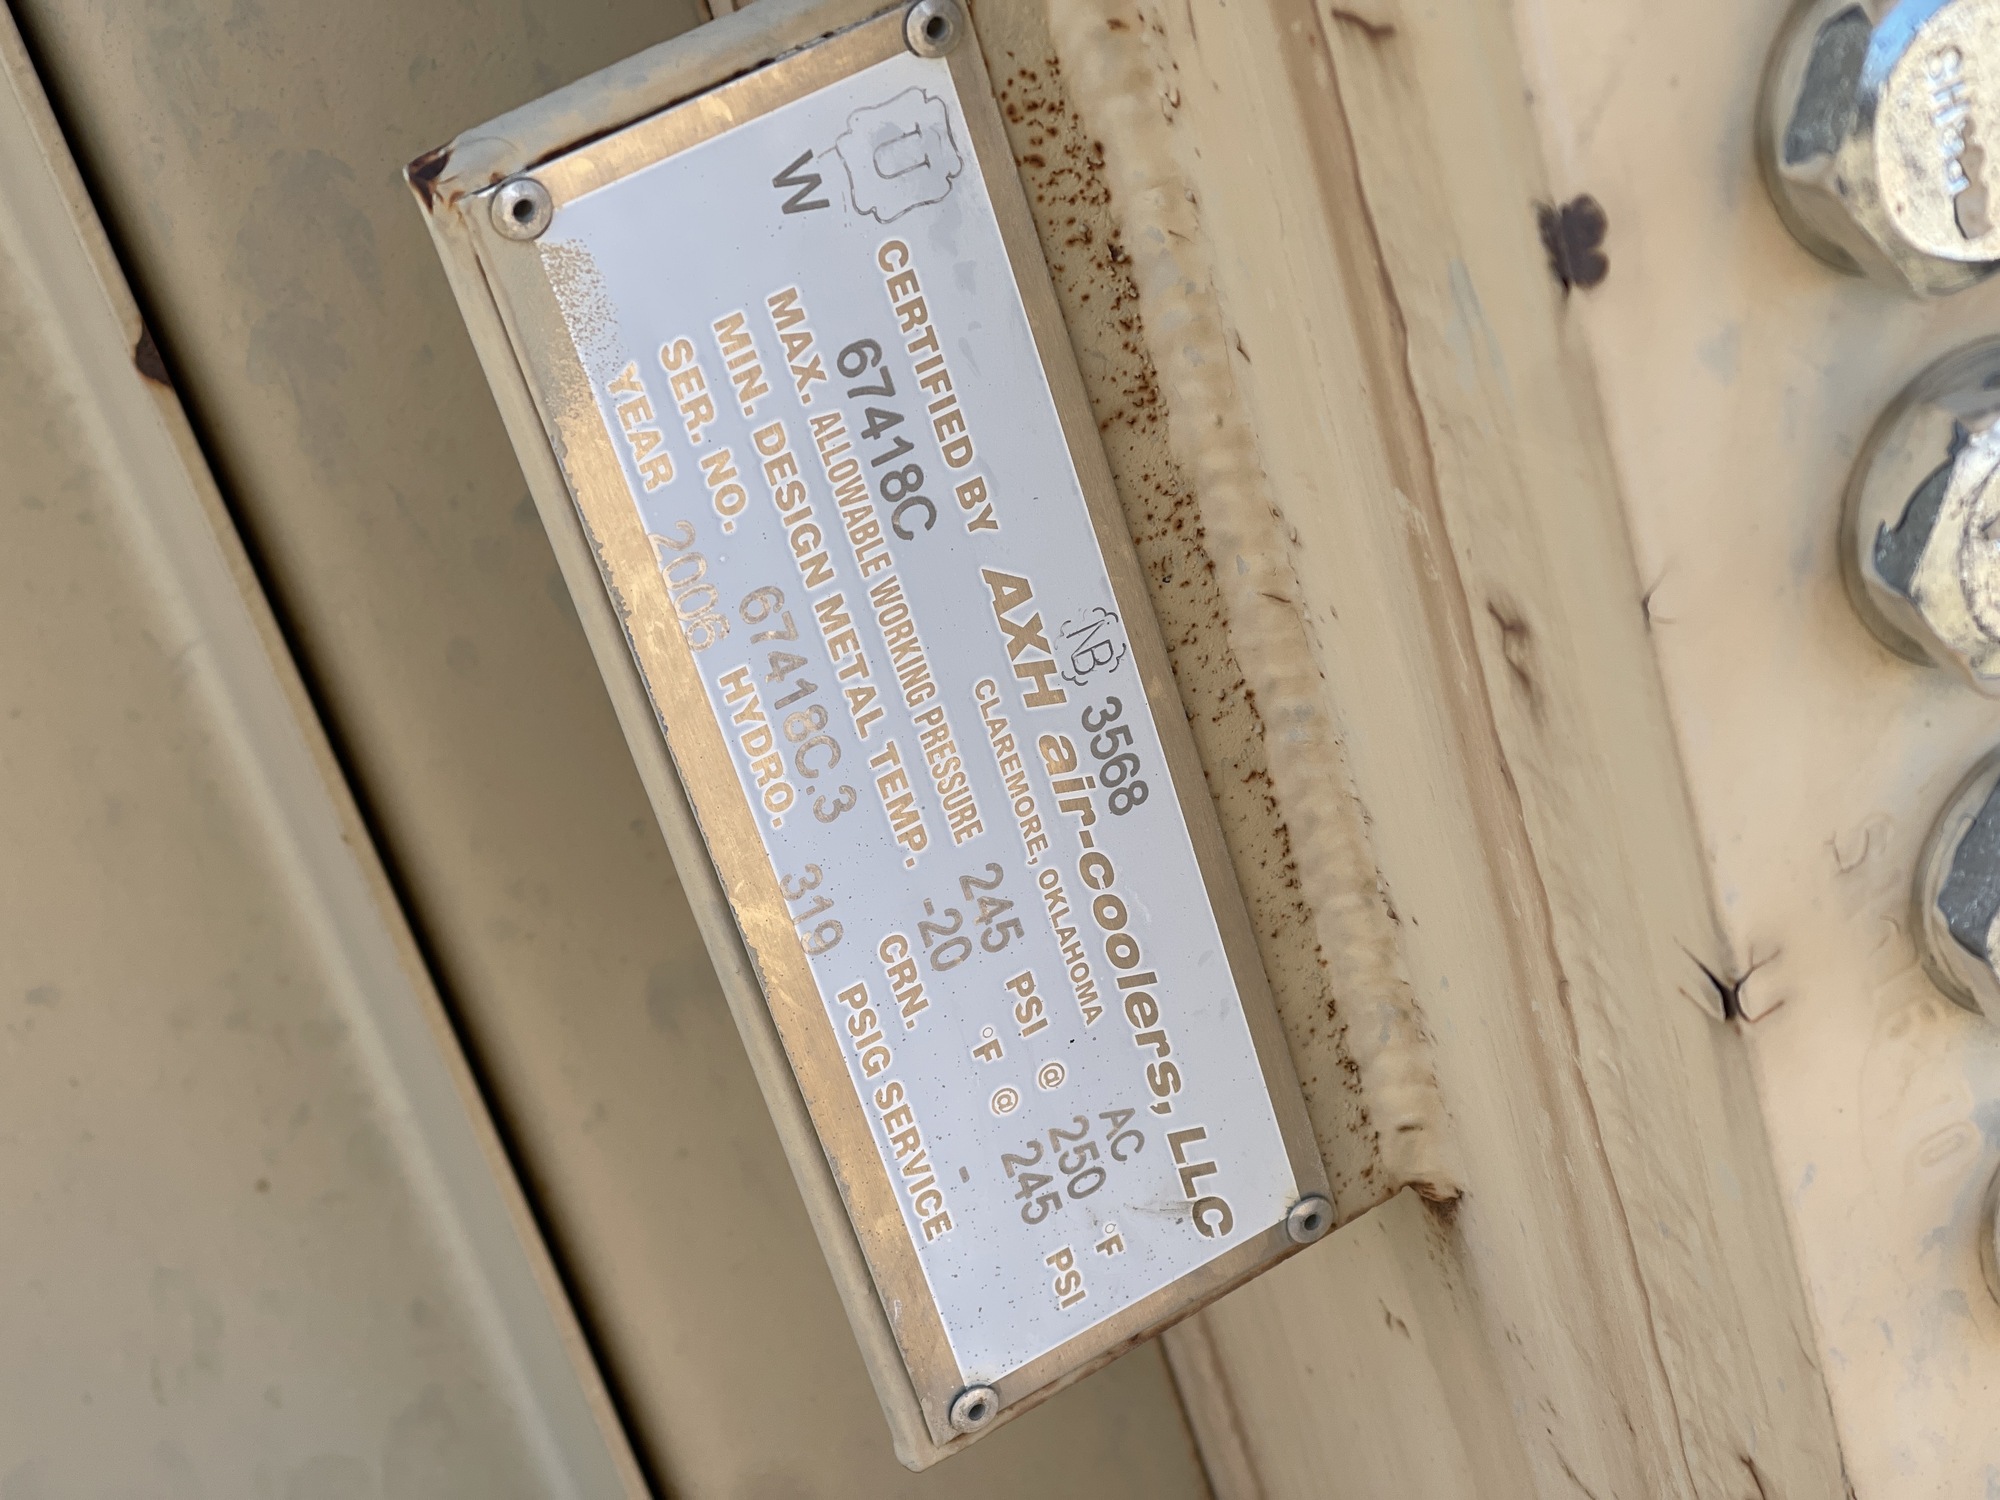 U
W
NB 3568
CERTIFIED BY AXH air-coolers, LLC
CLAREMORE, OKLAHOMA
67418C AC
MAX. ALLOWABLE WORKING PRESSURE 245 PSI @ 250 °F
MIN. DESIGN METAL TEMP. -20 °F @ 245 PSI
SER. NO. 67418C.3 CRN. -
YEAR 2006 HYDRO. 319 PSIG SERVICE